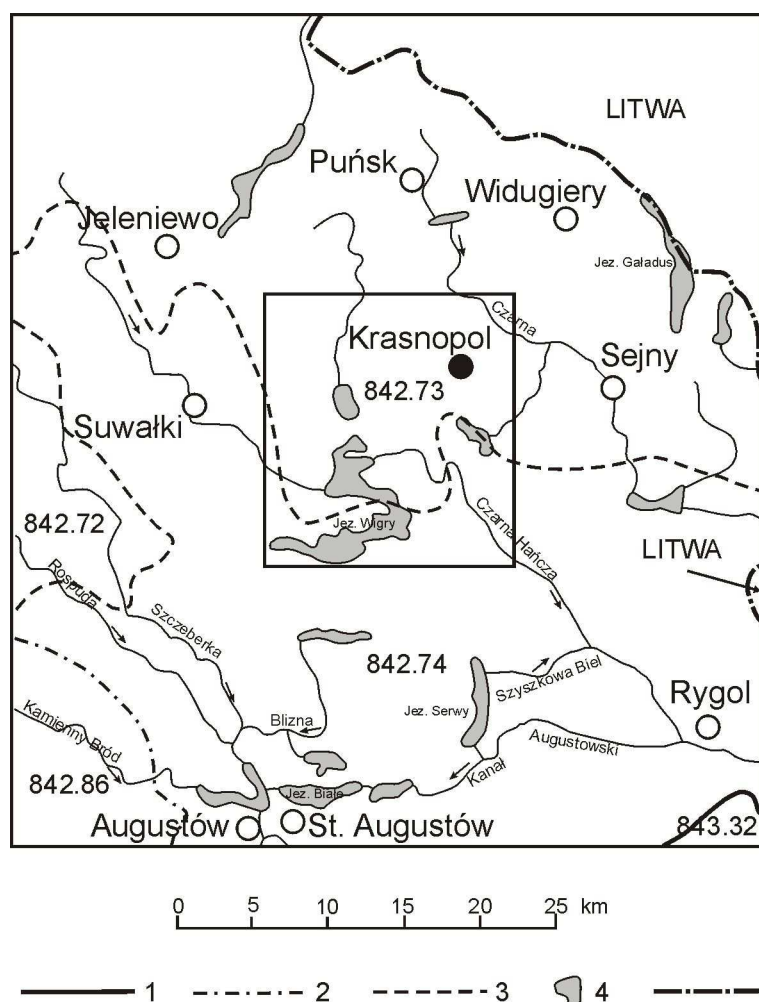 LITWA
Puńsk
Widugiery
Jeleniewo
Jez. Gaładuś
Czarna
Krasnopol
Sejny
842.73
Suwałki
Jez. Wigry
842.72
Czarna Hańcza
LITWA
Rospuda
Szczeberka
842.74
Szyszkowa Biel
Rygol
Jez. Serwy
Blizna
Augustowski
Kamienny Bród
Kanał
842.86
Jez. Białe
843.32
Augustów
St. Augustów
0 5 10 15 20 25 km
1 2 3 4